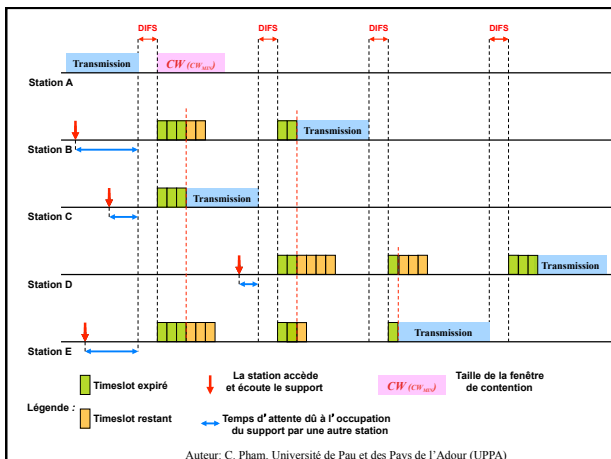 DIFS DIFS DIFS DIFS
Transmission CW (CWMIN)
Station A
Transmission
Station B
Transmission
Station C
Transmission
Station D
Transmission
Station E
Timeslot expiré La station accède et écoute le support CW (CWMIN) Taille de la fenêtre de contention
Légende :
Timeslot restant Temps d'attente dû à l'occupation du support par une autre station
Auteur: C. Pham, Université de Pau et des Pays de l'Adour (UPPA)